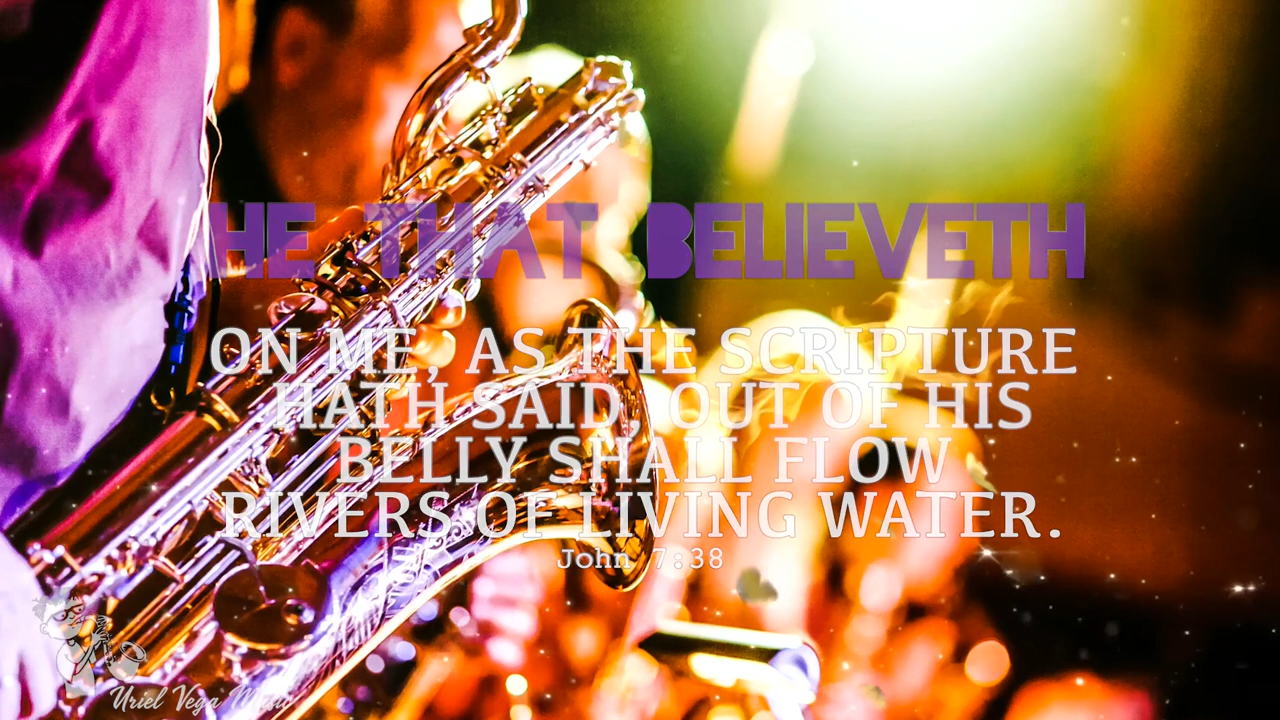 HE THAT BELIEVETH
ON ME, AS THE SCRIPTURE
HATH SAID, OUT OF HIS
BELLY SHALL FLOW
RIVERS OF LIVING WATER.
John 7:38
Uriel Vega Music